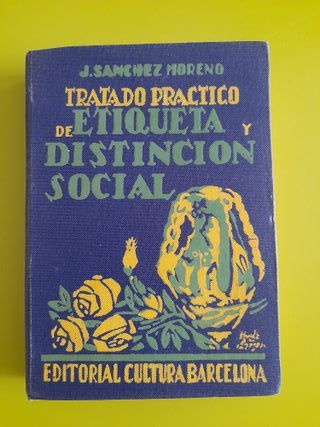 J. SANCHEZ MORENO
TRATADO PRACTICO
DE ETIQUETA Y
DISTINCION
SOCIAL
EDITORIAL CULTURA BARCELONA